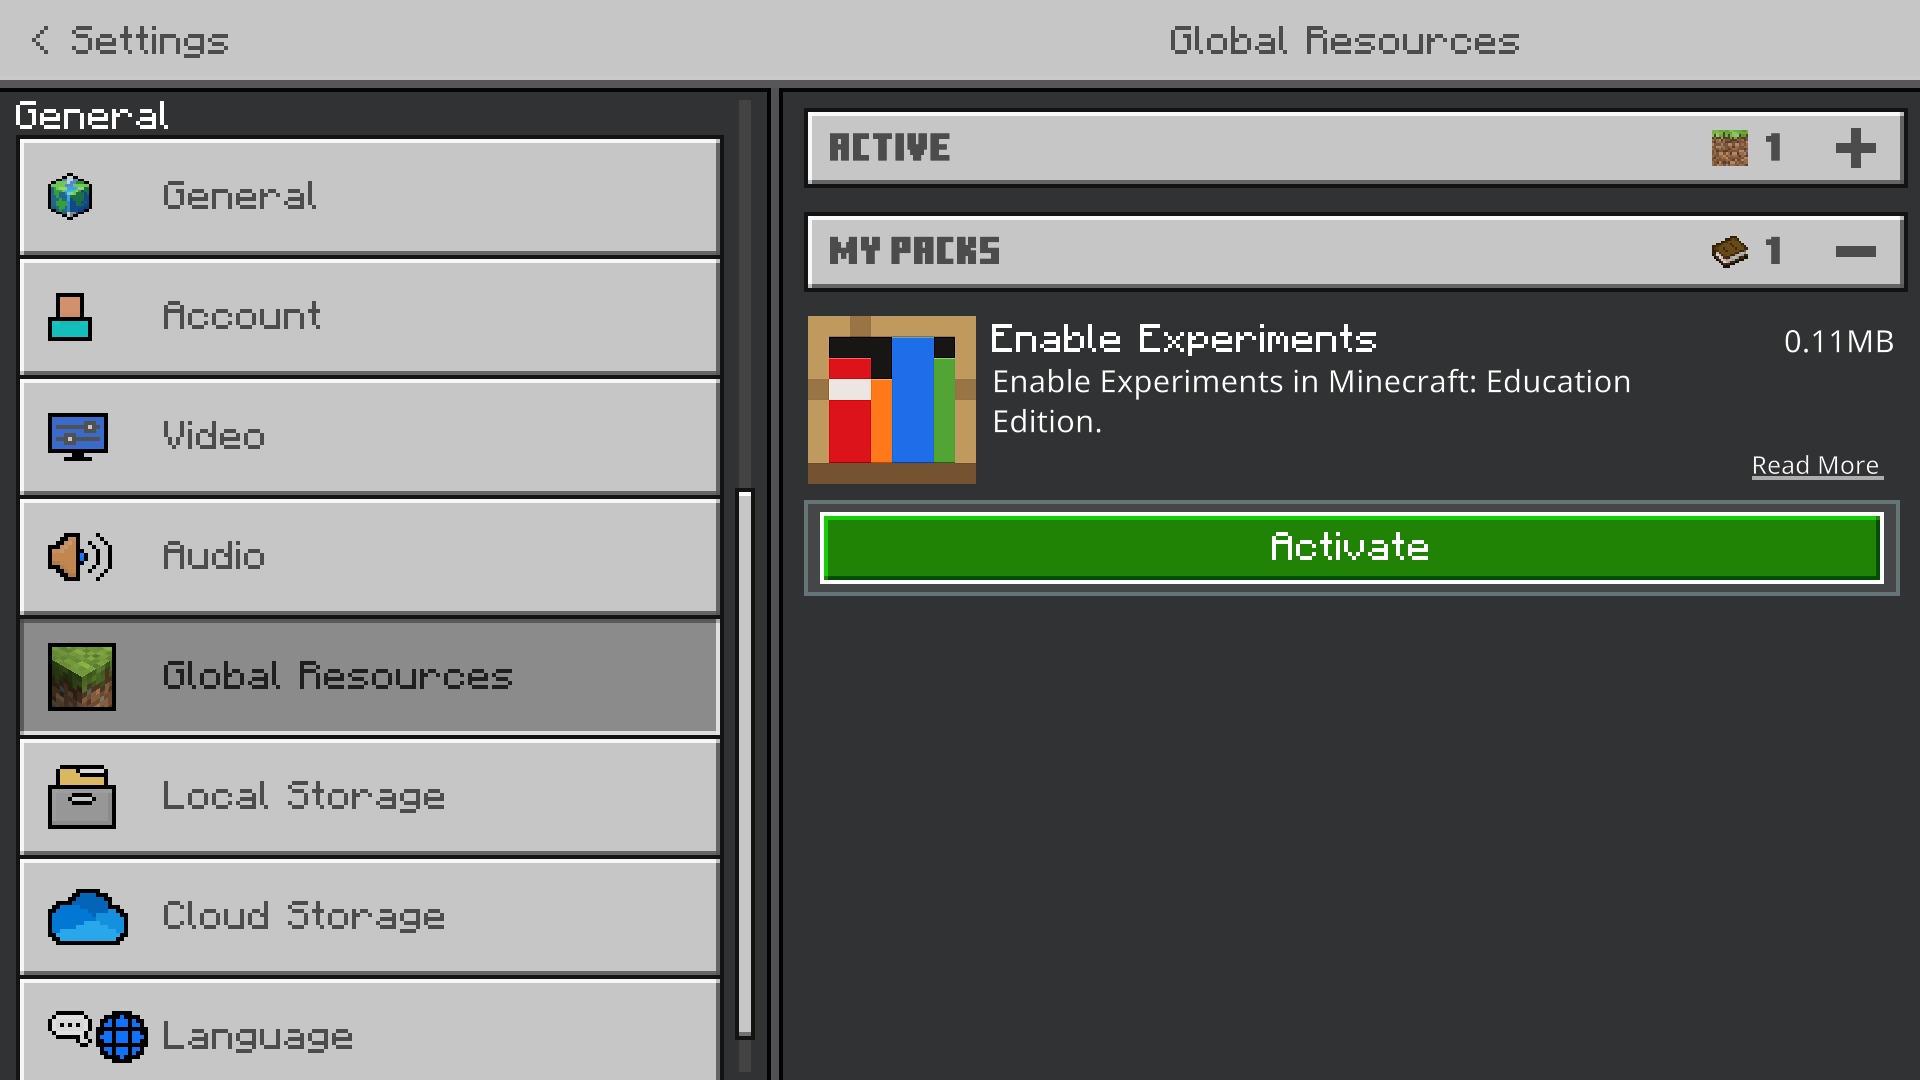 Settings
Global Resources
General
General
Account
Video
Audio
Global Resources
Local Storage
Cloud Storage
Language
ACTIVE 1
MY PACKS 1
Enable Experiments 0.11MB
Enable Experiments in Minecraft: Education
Edition.
Read More
Activate